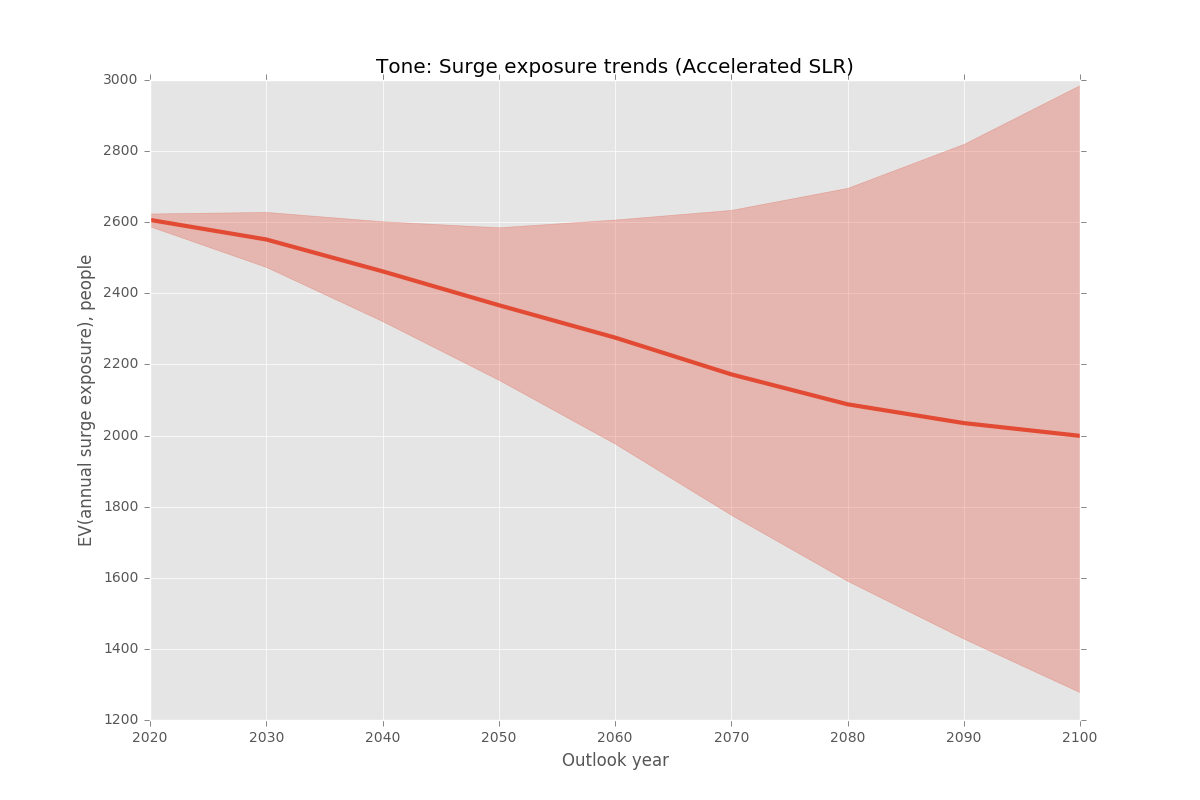 Tone: Surge exposure trends (Accelerated SLR)
3000
2800
2600
2400
2200
2000
1800
1600
1400
1200
EV(annual surge exposure), people
2020 2030 2040 2050 2060 2070 2080 2090 2100
Outlook year